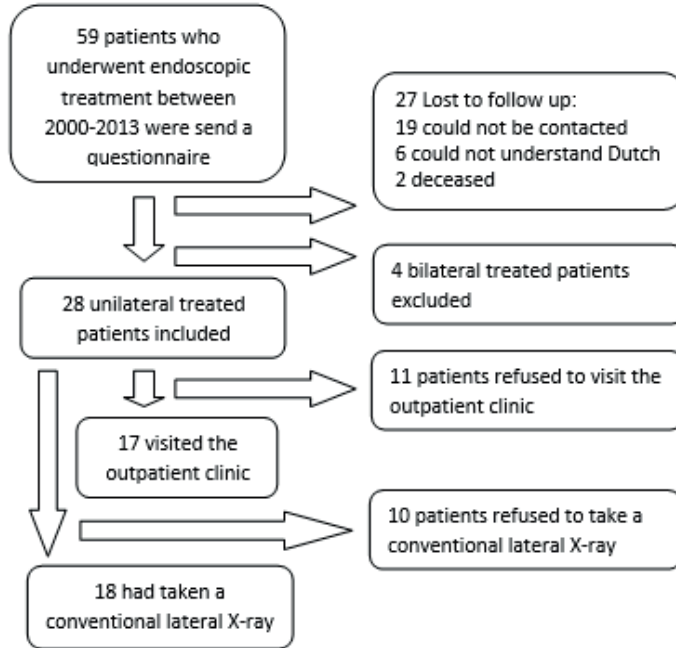 59 patients who
underwent endoscopic
treatment between
2000-2013 were send a
questionnaire
27 Lost to follow up:
19 could not be contacted
6 could not understand Dutch
2 deceased
4 bilateral treated patients
excluded
28 unilateral treated
patients included
11 patients refused to visit the
outpatient clinic
17 visited the
outpatient clinic
10 patients refused to take a
conventional lateral X-ray
18 had taken a
conventional lateral X-ray